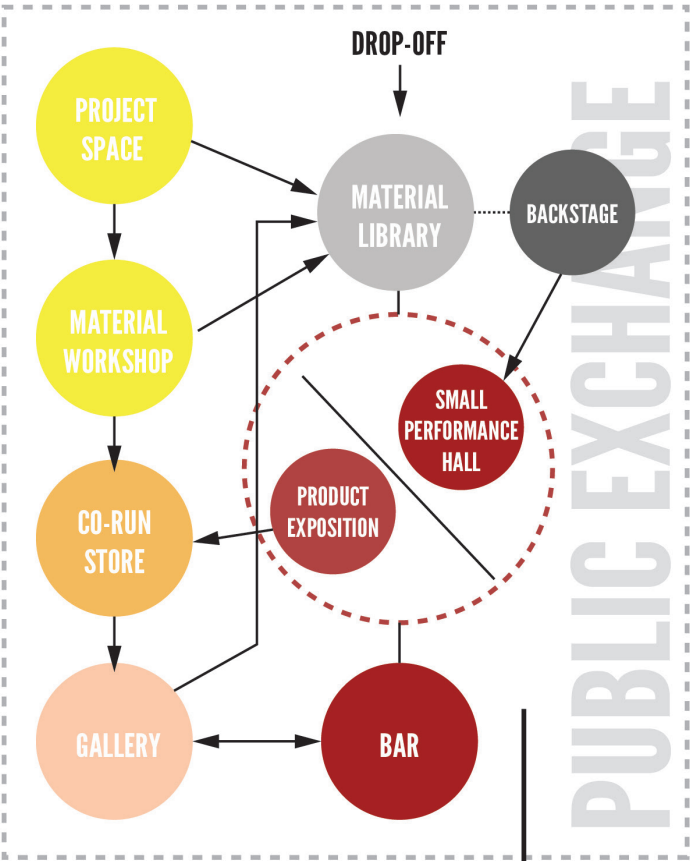 DROP-OFF
PROJECT
SPACE
MATERIAL
LIBRARY
BACKSTAGE
MATERIAL
WORKSHOP
SMALL
PERFORMANCE
HALL
PRODUCT
EXPOSITION
CO-RUN
STORE
GALLERY
BAR
PUBLIC EXCHANGE